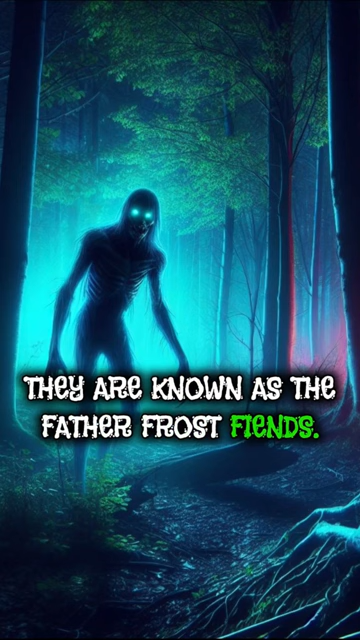 THEY ARE KNOWN AS THE
FATHER FROST FIENDS.